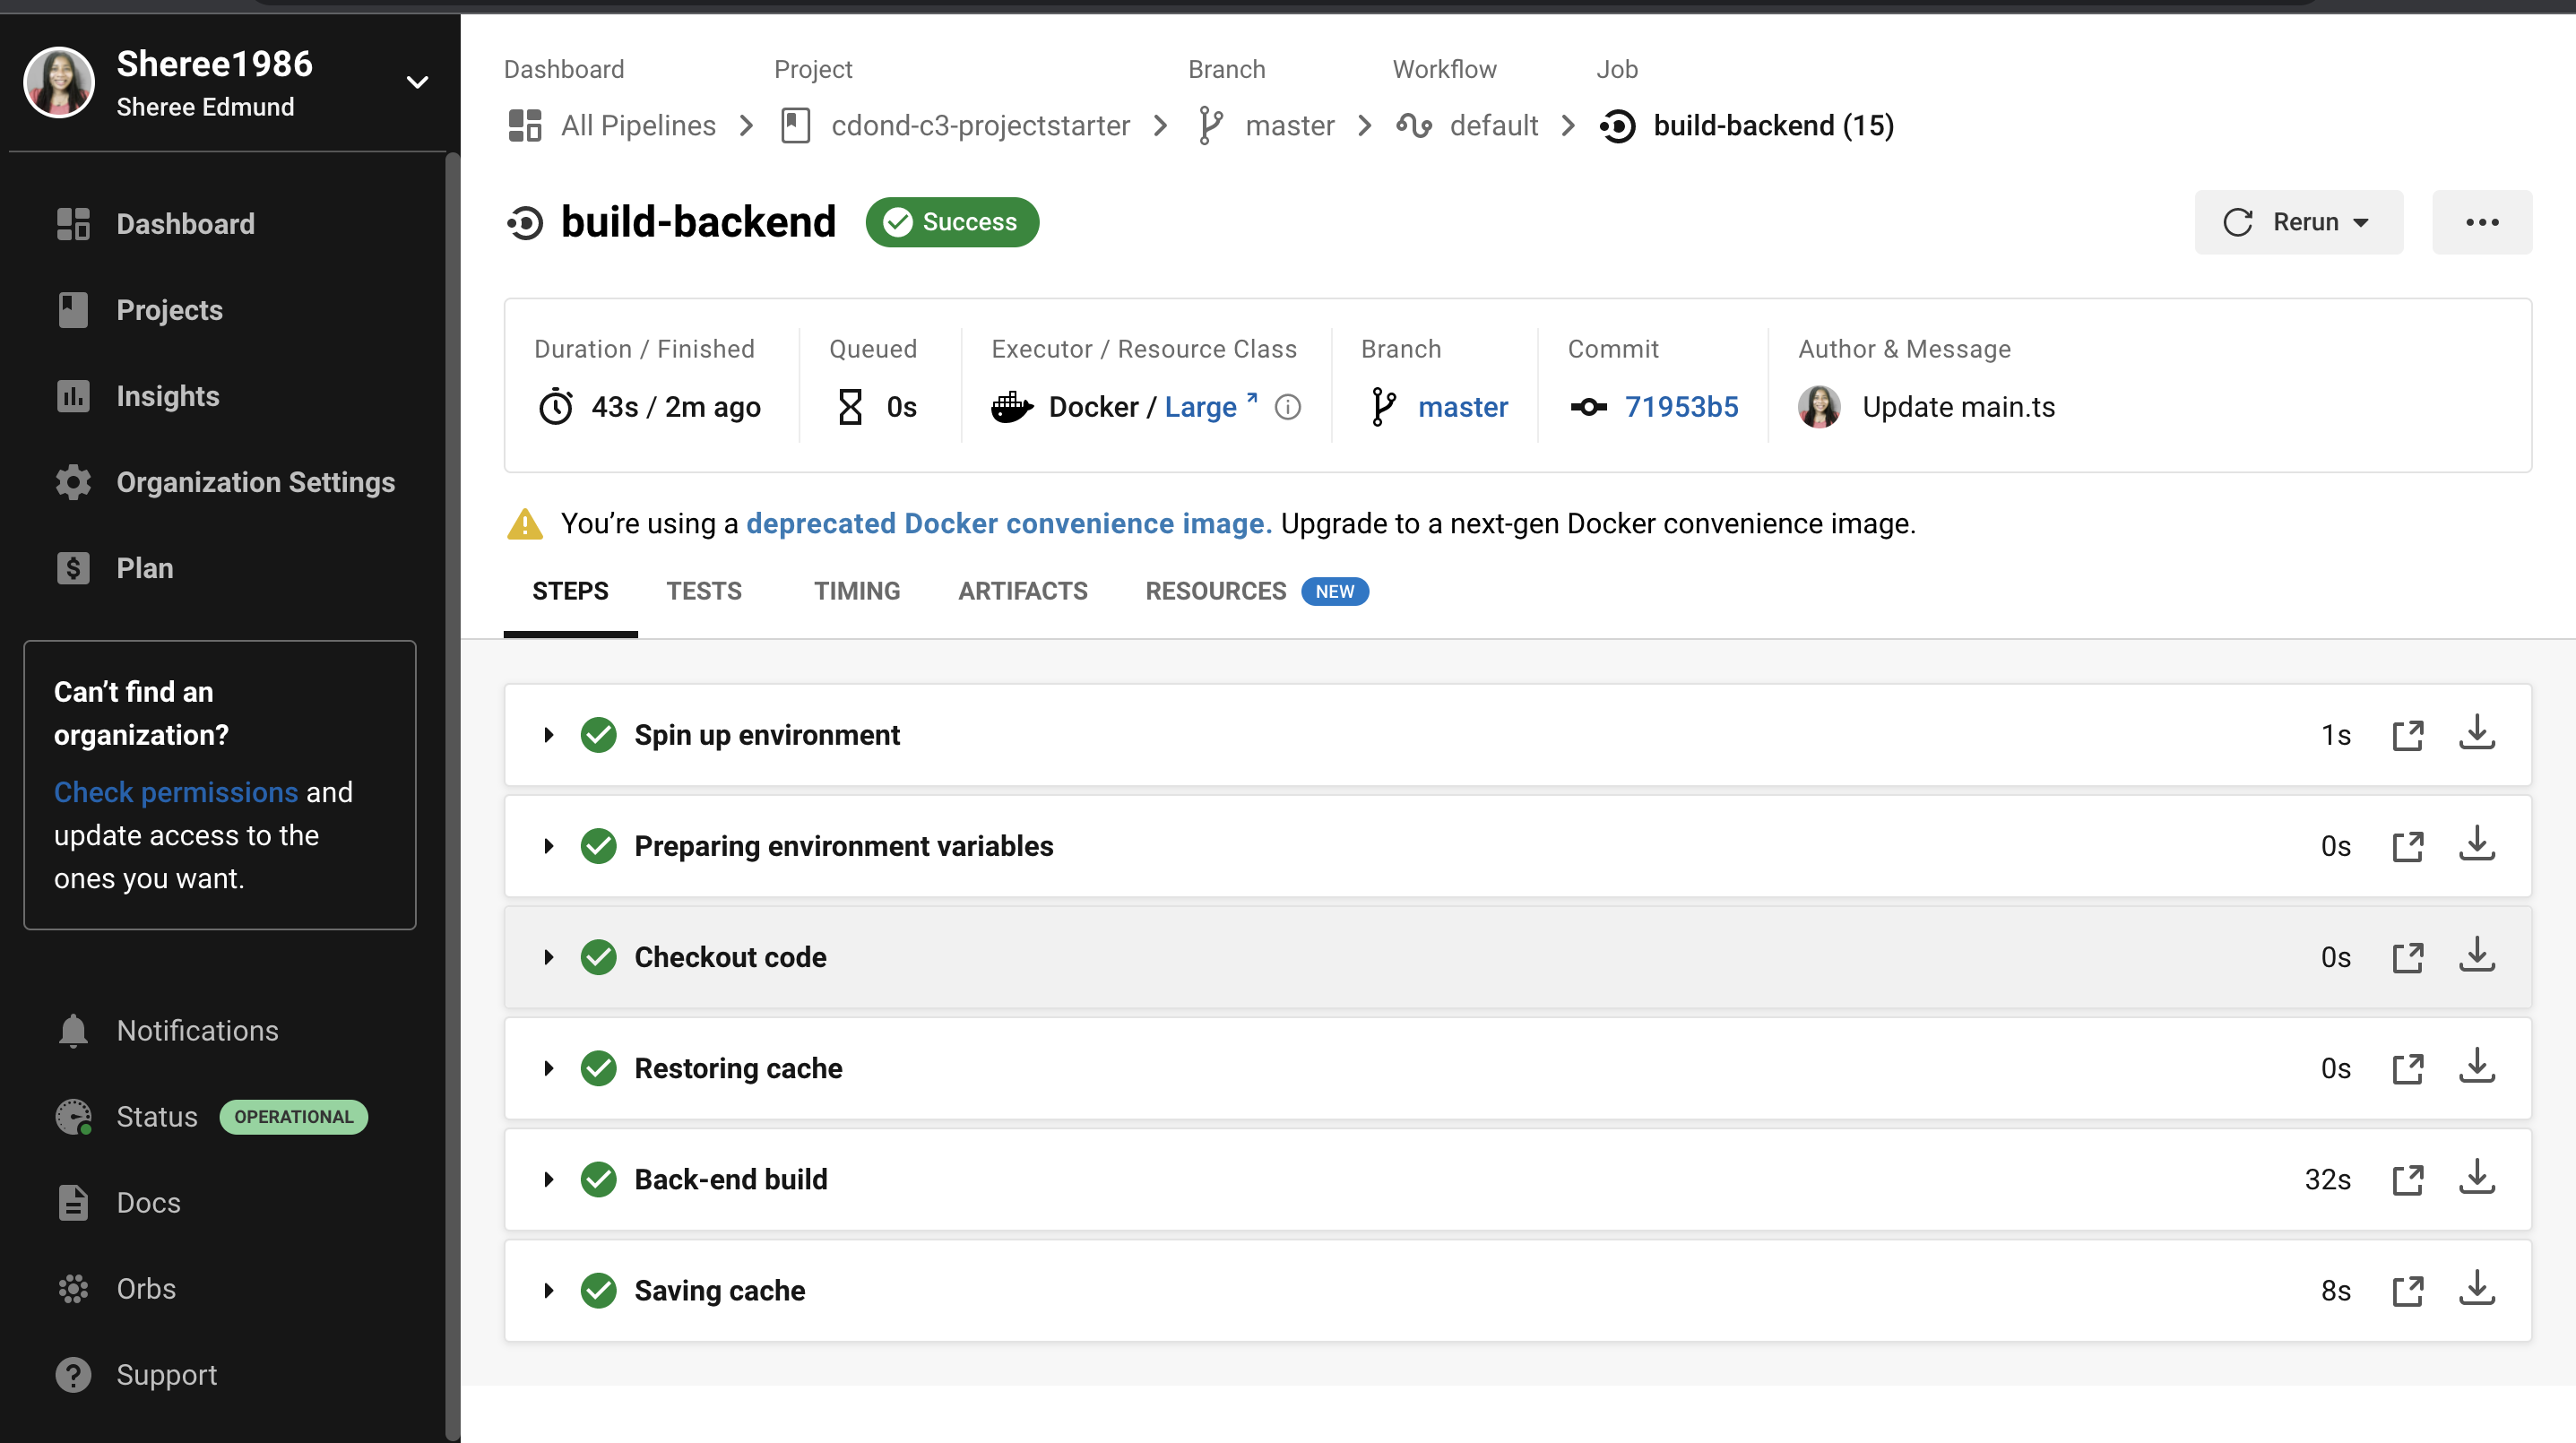 Sheree1986
Sheree Edmund
Dashboard
Projects
Insights
Organization Settings
Plan
Can’t find an
organization?
Check permissions and
update access to the
ones you want.
Notifications
Status OPERATIONAL
Docs
Orbs
Support
Dashboard Project Branch Workflow Job
All Pipelines cdond-c3-projectstarter master default build-backend (15)
build-backend Success Rerun
Duration / Finished Queued Executor / Resource Class Branch Commit Author & Message
43s / 2m ago 0s Docker / Large master 71953b5 Update main.ts
You’re using a deprecated Docker convenience image. Upgrade to a next-gen Docker convenience image.
STEPS TESTS TIMING ARTIFACTS RESOURCES NEW
Spin up environment 1s
Preparing environment variables 0s
Checkout code 0s
Restoring cache 0s
Back-end build 32s
Saving cache 8s